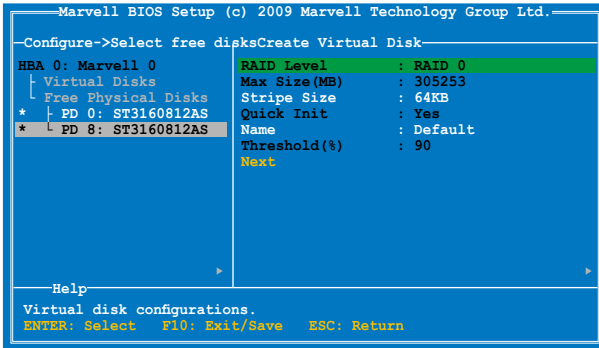 Marvell BIOS Setup (c) 2009 Marvell Technology Group Ltd.
Configure->Select free disksCreate Virtual Disk
HBA 0: Marvell 0
Virtual Disks
Free Physical Disks
* PD 0: ST3160812AS
* PD 8: ST3160812AS
RAID Level : RAID 0
Max Size(MB) : 305253
Stripe Size : 64KB
Quick Init : Yes
Name : Default
Threshold(%) : 90
Next
Help
Virtual disk configurations.
ENTER: Select F10: Exit/Save ESC: Return